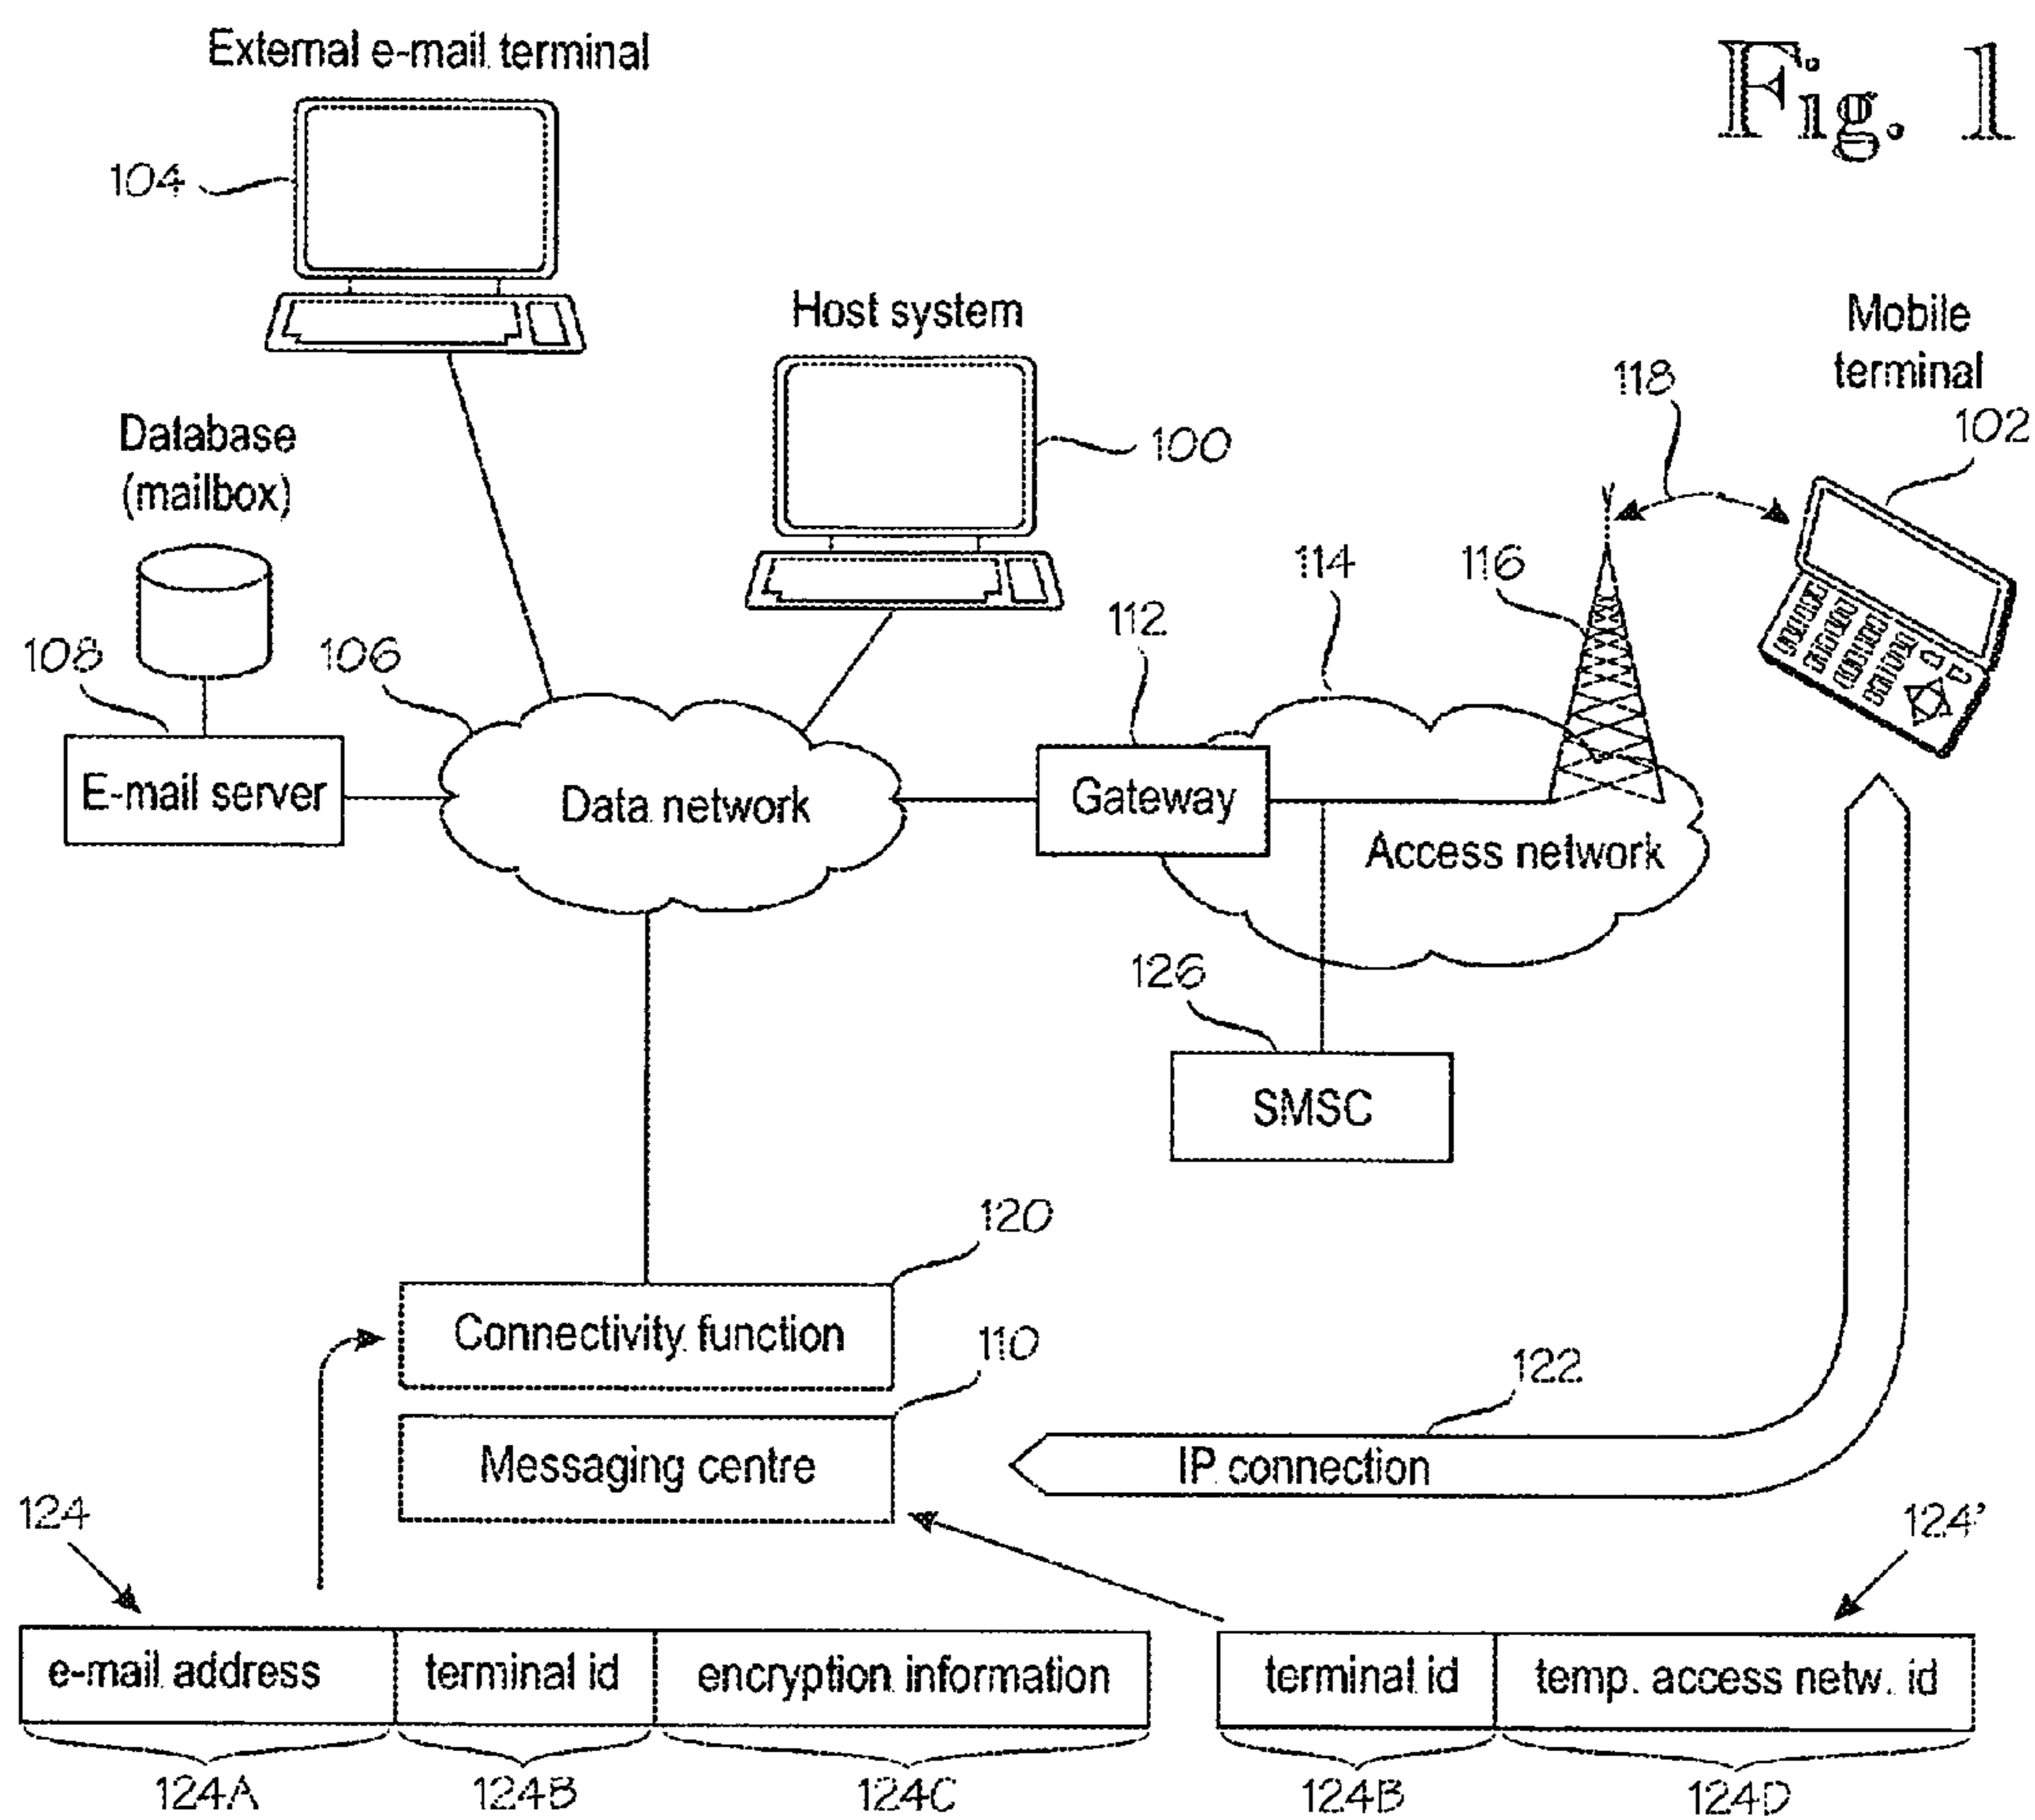 Fig. 1
External e-mail terminal
104
Host system
100
Mobile
terminal
102
118
Database
(mailbox)
114
116
112
108
106
E-mail server
Data network
Gateway
Access network
126
SMSC
120
Connectivity function
110
Messaging centre
122
IP connection
124
124'
e-mail address
terminal id
encryption information
terminal id
temp. access netw. id
124A
124B
124C
124B
124D